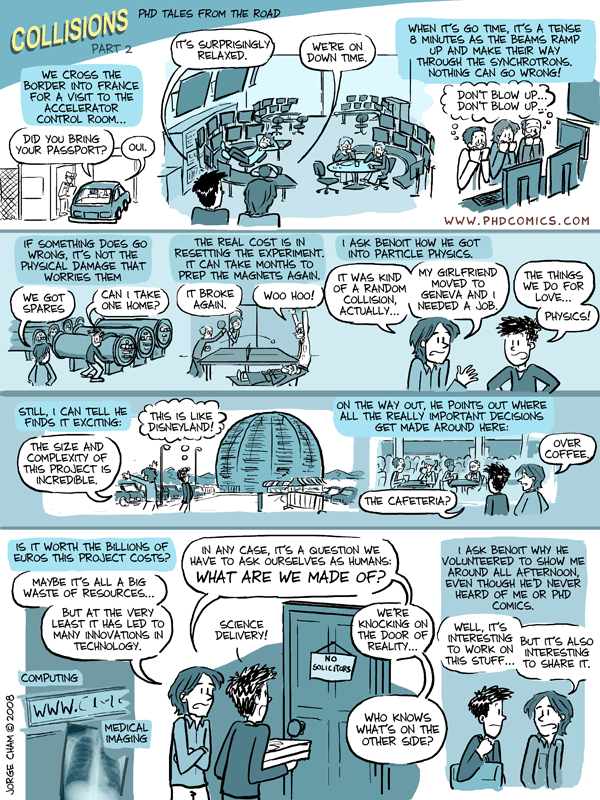 COLLISIONS
PART 2
PHD TALES FROM THE ROAD
WE CROSS THE
BORDER INTO FRANCE
FOR A VISIT TO THE
ACCELERATOR
CONTROL ROOM...
DID YOU BRING
YOUR PASSPORT?
OUI.
IT'S SURPRISINGLY
RELAXED.
WE'RE ON
DOWN TIME.
WHEN IT'S GO TIME, IT'S A TENSE
8 MINUTES AS THE BEAMS RAMP
UP AND MAKE THEIR WAY
THROUGH THE SYNCHROTRONS.
NOTHING CAN GO WRONG!
DON'T BLOW UP...
DON'T BLOW UP...
WWW.PHDCOMICS.COM
IF SOMETHING DOES GO
WRONG, IT'S NOT THE
PHYSICAL DAMAGE THAT
WORRIES THEM
WE GOT
SPARES
CAN I TAKE
ONE HOME?
THE REAL COST IS IN
RESETTING THE EXPERIMENT.
IT CAN TAKE MONTHS TO
PREP THE MAGNETS AGAIN.
IT BROKE
AGAIN.
WOO HOO!
I ASK BENOIT HOW HE GOT
INTO PARTICLE PHYSICS.
IT WAS KIND
OF A RANDOM
COLLISION,
ACTUALLY...
MY GIRLFRIEND
MOVED TO
GENEVA AND I
NEEDED A JOB.
THE THINGS
WE DO FOR
LOVE...
PHYSICS!
STILL, I CAN TELL HE
FINDS IT EXCITING:
THE SIZE AND
COMPLEXITY OF
THIS PROJECT IS
INCREDIBLE.
THIS IS LIKE
DISNEYLAND!
ON THE WAY OUT, HE POINTS OUT WHERE
ALL THE REALLY IMPORTANT DECISIONS
GET MADE AROUND HERE:
THE CAFETERIA?
OVER
COFFEE.
IS IT WORTH THE BILLIONS OF
EUROS THIS PROJECT COSTS?
MAYBE IT'S ALL A BIG
WASTE OF RESOURCES...
BUT AT THE VERY
LEAST IT HAS LED TO
MANY INNOVATIONS IN
TECHNOLOGY.
COMPUTING
WWW.
MEDICAL
IMAGING
IN ANY CASE, IT'S A QUESTION WE
HAVE TO ASK OURSELVES AS HUMANS:
WHAT ARE WE MADE OF?
SCIENCE
DELIVERY!
NO
SOLICITORS
WE'RE
KNOCKING
ON THE
DOOR OF
REALITY...
WHO KNOWS
WHAT'S ON THE
OTHER SIDE?
I ASK BENOIT WHY HE
VOLUNTEERED TO SHOW ME
AROUND ALL AFTERNOON,
EVEN THOUGH HE'D NEVER
HEARD OF ME OR PHD
COMICS.
WELL, IT'S
INTERESTING
TO WORK ON
THIS STUFF...
BUT IT'S ALSO
INTERESTING
TO SHARE IT.
JORGE CHAM © 2008